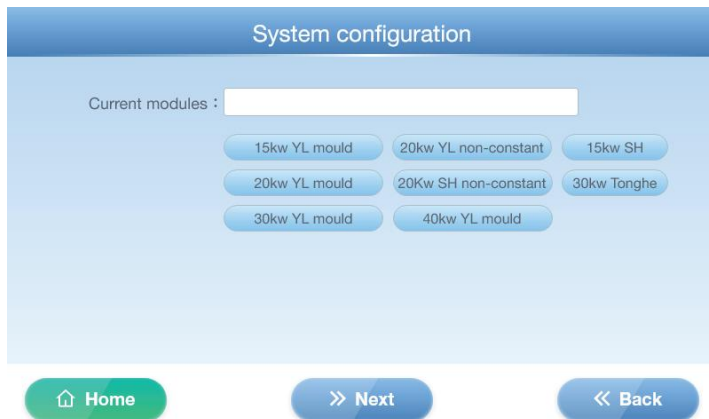 System configuration
Current modules：
15kw YL mould 20kw YL non-constant 15kw SH
20kw YL mould 20Kw SH non-constant 30kw Tonghe
30kw YL mould 40kw YL mould
Home Next Back